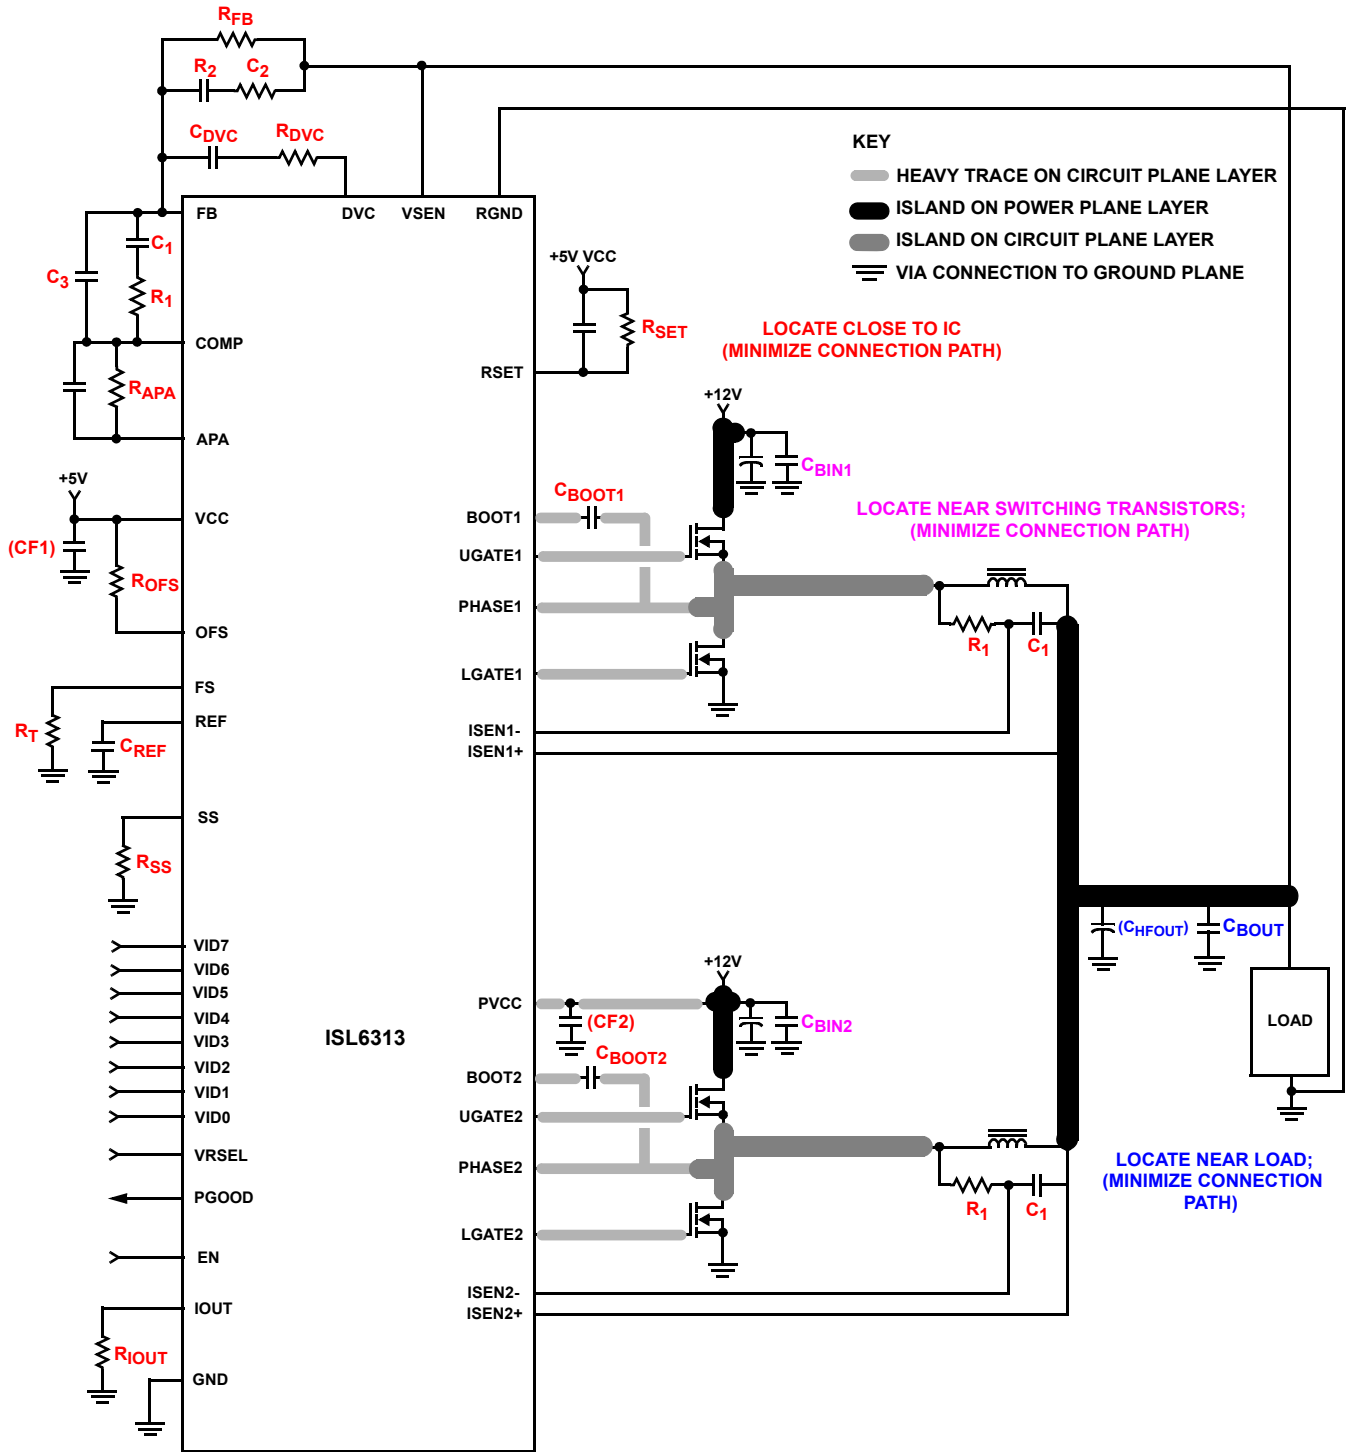 RFB
R2 C2
CDVC RDVC
KEY
HEAVY TRACE ON CIRCUIT PLANE LAYER
ISLAND ON POWER PLANE LAYER
ISLAND ON CIRCUIT PLANE LAYER
VIA CONNECTION TO GROUND PLANE
FB DVC VSEN RGND
C1
C3
R1
+5V VCC
RSET
LOCATE CLOSE TO IC
(MINIMIZE CONNECTION PATH)
COMP
RSET
RAPA
APA
+12V
CBIN1
+5V
CBOOT1
LOCATE NEAR SWITCHING TRANSISTORS;
(MINIMIZE CONNECTION PATH)
VCC
BOOT1
(CF1)
UGATE1
ROFS
PHASE1
OFS
R1 C1
LGATE1
FS
REF
RT
CREF
ISEN1-
ISEN1+
SS
RSS
(CHFOUT) CBOUT
VID7
VID6
VID5
VID4
VID3
VID2
VID1
VID0
+12V
PVCC
(CF2)
CBIN2
LOAD
ISL6313
CBOOT2
BOOT2
UGATE2
VRSEL
PHASE2
LOCATE NEAR LOAD;
(MINIMIZE CONNECTION
PATH)
PGOOD
R1 C1
LGATE2
EN
ISEN2-
ISEN2+
IOUT
RIOUT
GND